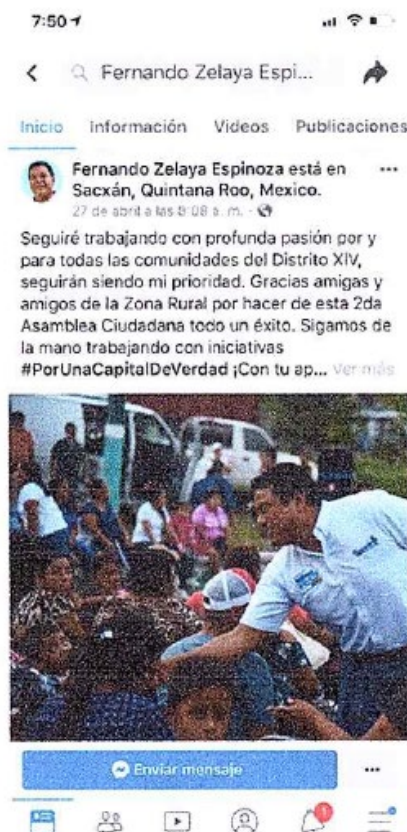 7:50
Fernando Zelaya Espi...
Inicio Información Videos Publicaciones
Fernando Zelaya Espinoza está en
Sacxán, Quintana Roo, Mexico.
27 de abril a las 8:08 a. m.
Seguiré trabajando con profunda pasión por y
para todas las comunidades del Distrito XIV,
seguirán siendo mi prioridad. Gracias amigas y
amigos de la Zona Rural por hacer de esta 2da
Asamblea Ciudadana todo un éxito. Sigamos de
la mano trabajando con iniciativas
#PorUnaCapitalDeVerdad ¡Con tu ap... Ver más
Enviar mensaje
1